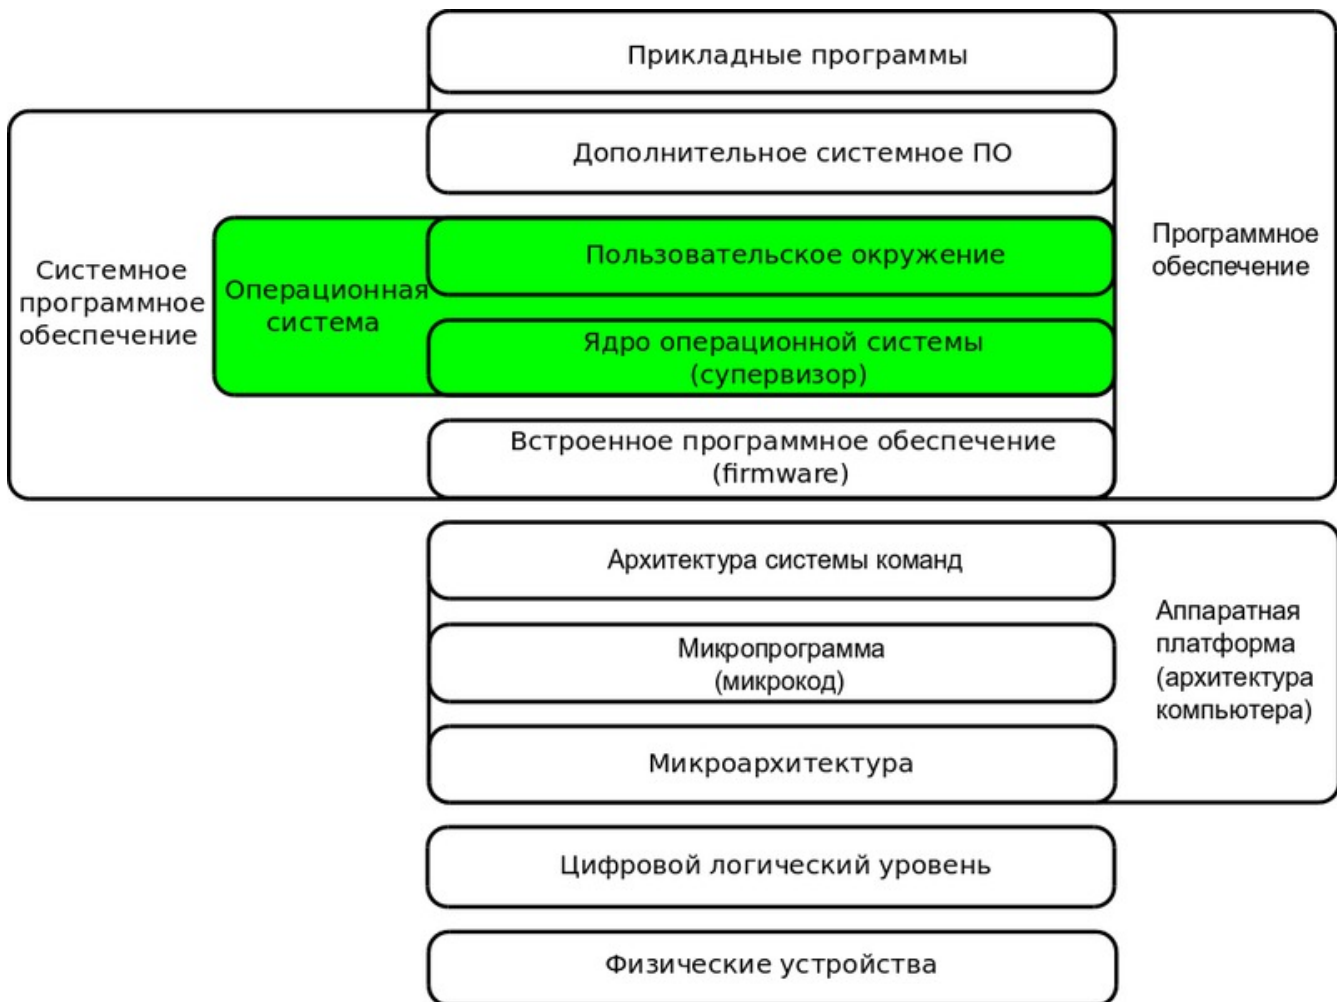 Прикладные программы
Дополнительное системное ПО
Пользовательское окружение
Ядро операционной системы
(супервизор)
Встроенное программное обеспечение
(firmware)
Системное
программное
обеспечение
Операционная
система
Программное
обеспечение
Архитектура системы команд
Микропрограмма
(микрокод)
Микроархитектура
Аппаратная
платформа
(архитектура
компьютера)
Цифровой логический уровень
Физические устройства